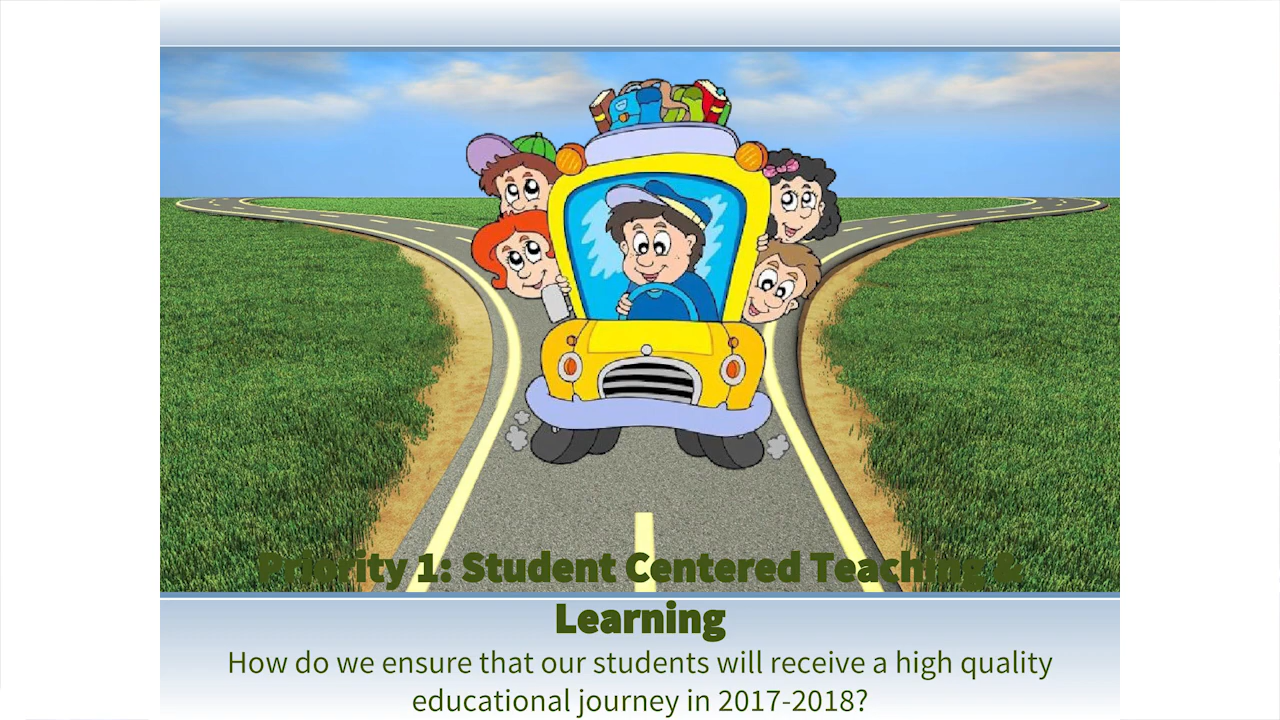 Priority 1: Student Centered Teaching &
Learning
How do we ensure that our students will receive a high quality
educational journey in 2017-2018?